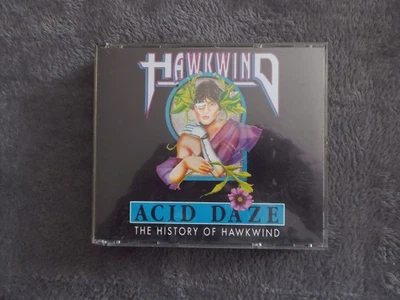 HAWKWIND
ACID DAZE
THE HISTORY OF HAWKWIND